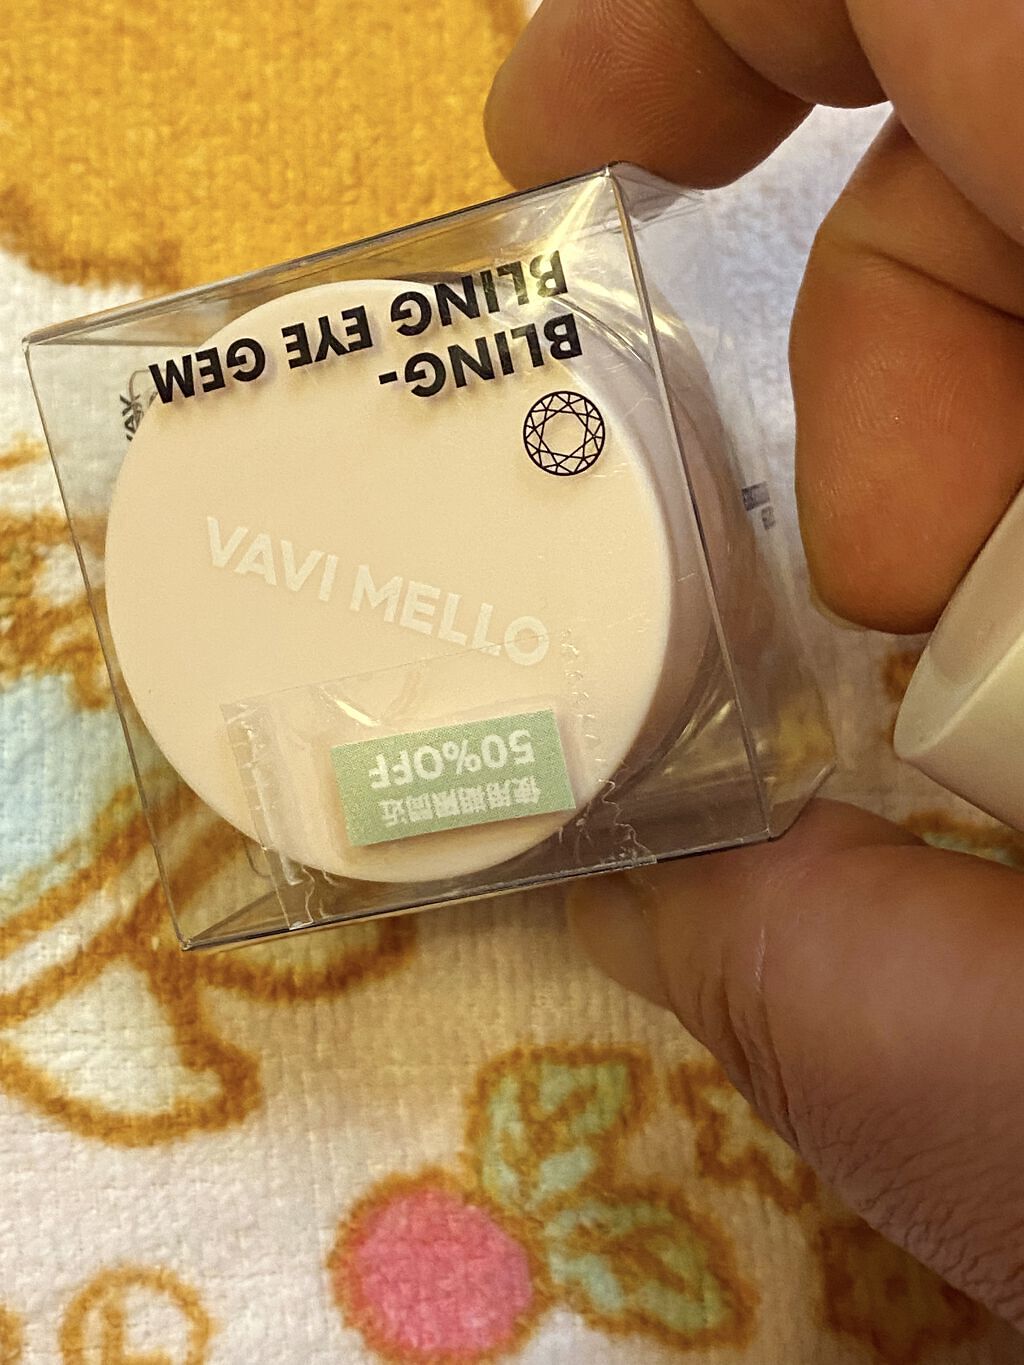 BLING-
BLING EYE GEM
VAVI MELLO
使用期限間近
50%OFF